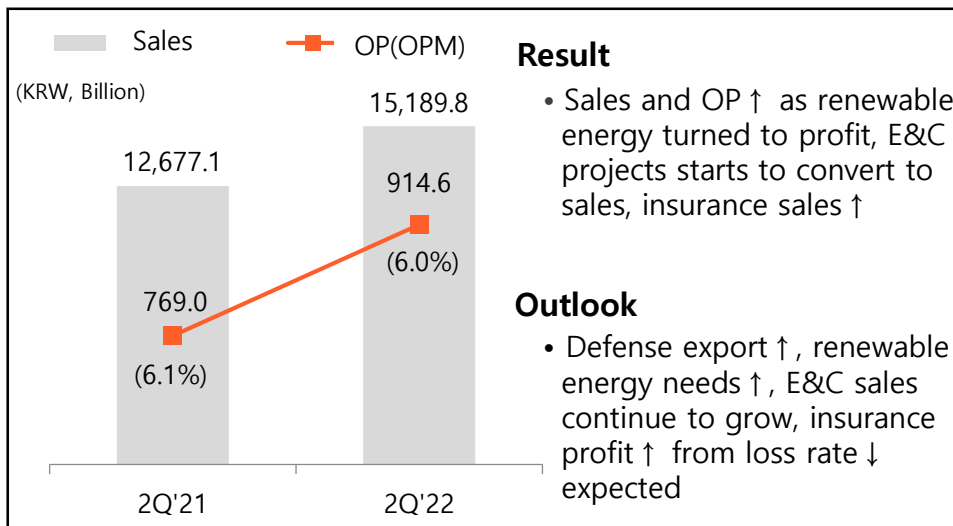 Sales
OP(OPM)
(KRW, Billion)
12,677.1
15,189.8
769.0
(6.1%)
914.6
(6.0%)
2Q'21
2Q'22
Result
• Sales and OP ↑ as renewable
energy turned to profit, E&C
projects starts to convert to
sales, insurance sales ↑
Outlook
• Defense export ↑, renewable
energy needs ↑, E&C sales
continue to grow, insurance
profit ↑ from loss rate ↓
expected